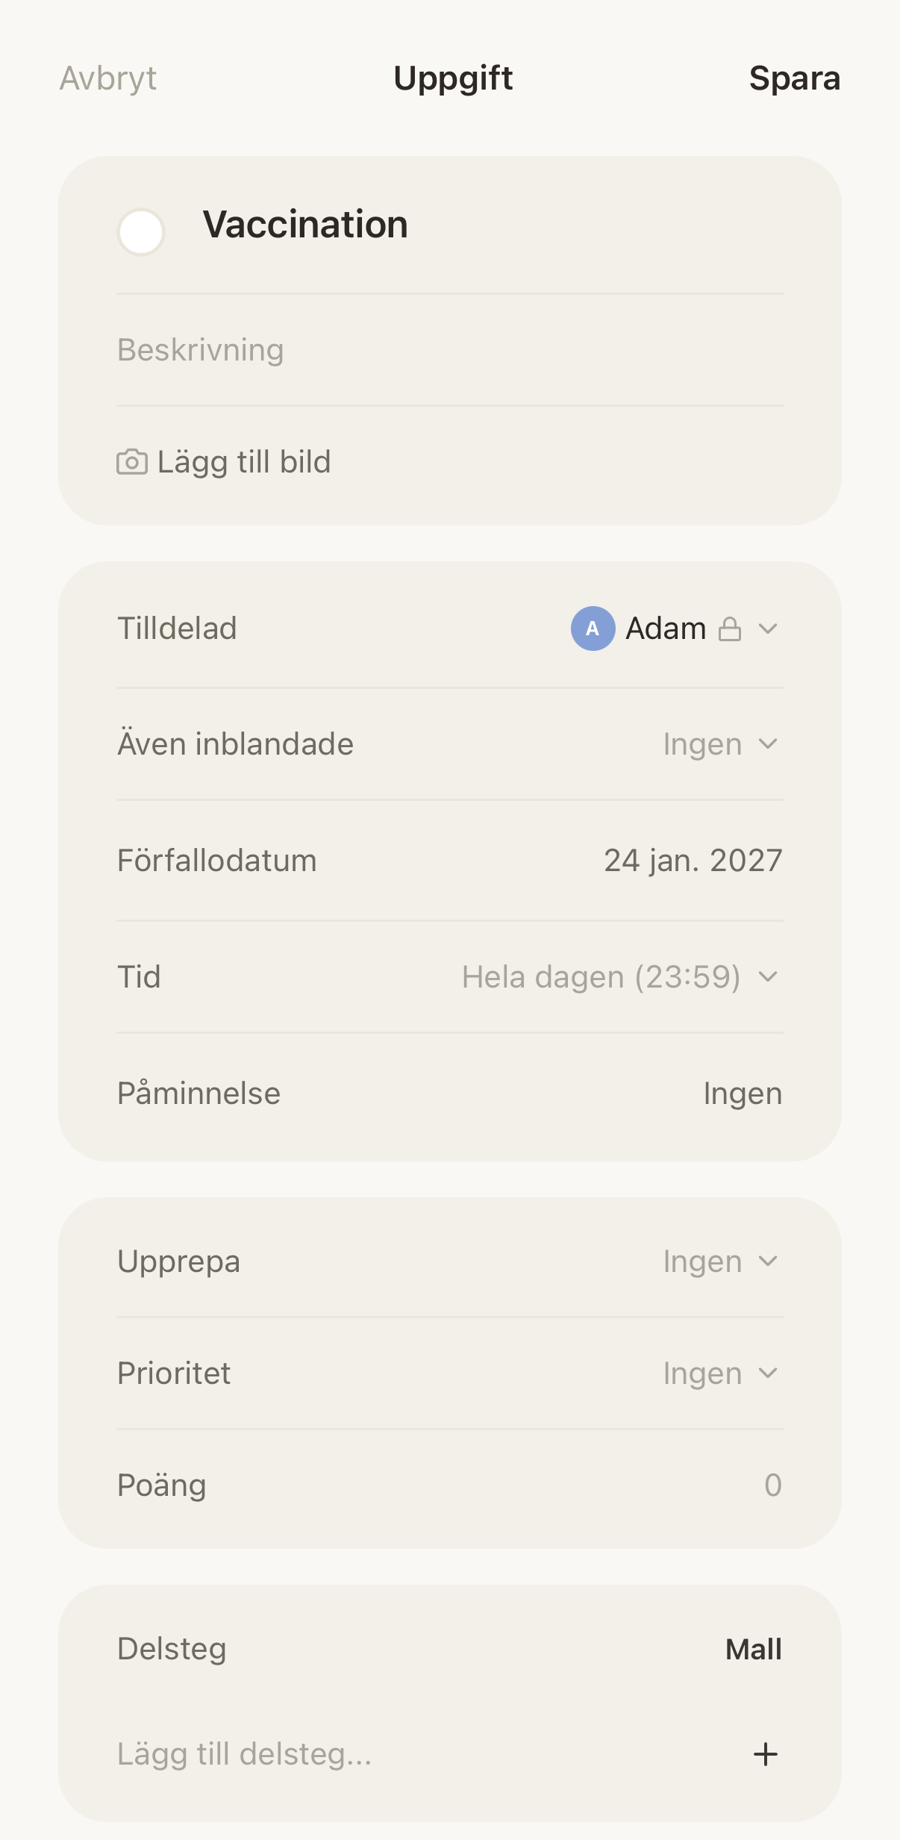 Avbryt Uppgift Spara
Vaccination
Beskrivning
Lägg till bild
Tilldelad A Adam
Även inblandade Ingen
Förfallodatum 24 jan. 2027
Tid Hela dagen (23:59)
Påminnelse Ingen
Upprepa Ingen
Prioritet Ingen
Poäng 0
Delsteg Mall
Lägg till delsteg... +